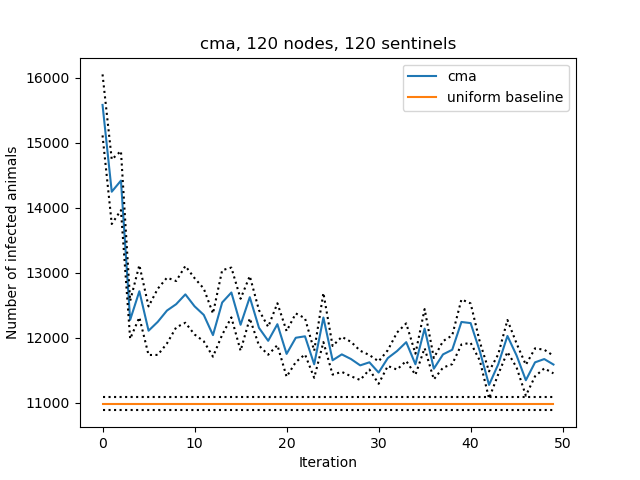 cma, 120 nodes, 120 sentinels
cma
uniform baseline
Number of infected animals
16000
15000
14000
13000
12000
11000
0 10 20 30 40 50
Iteration